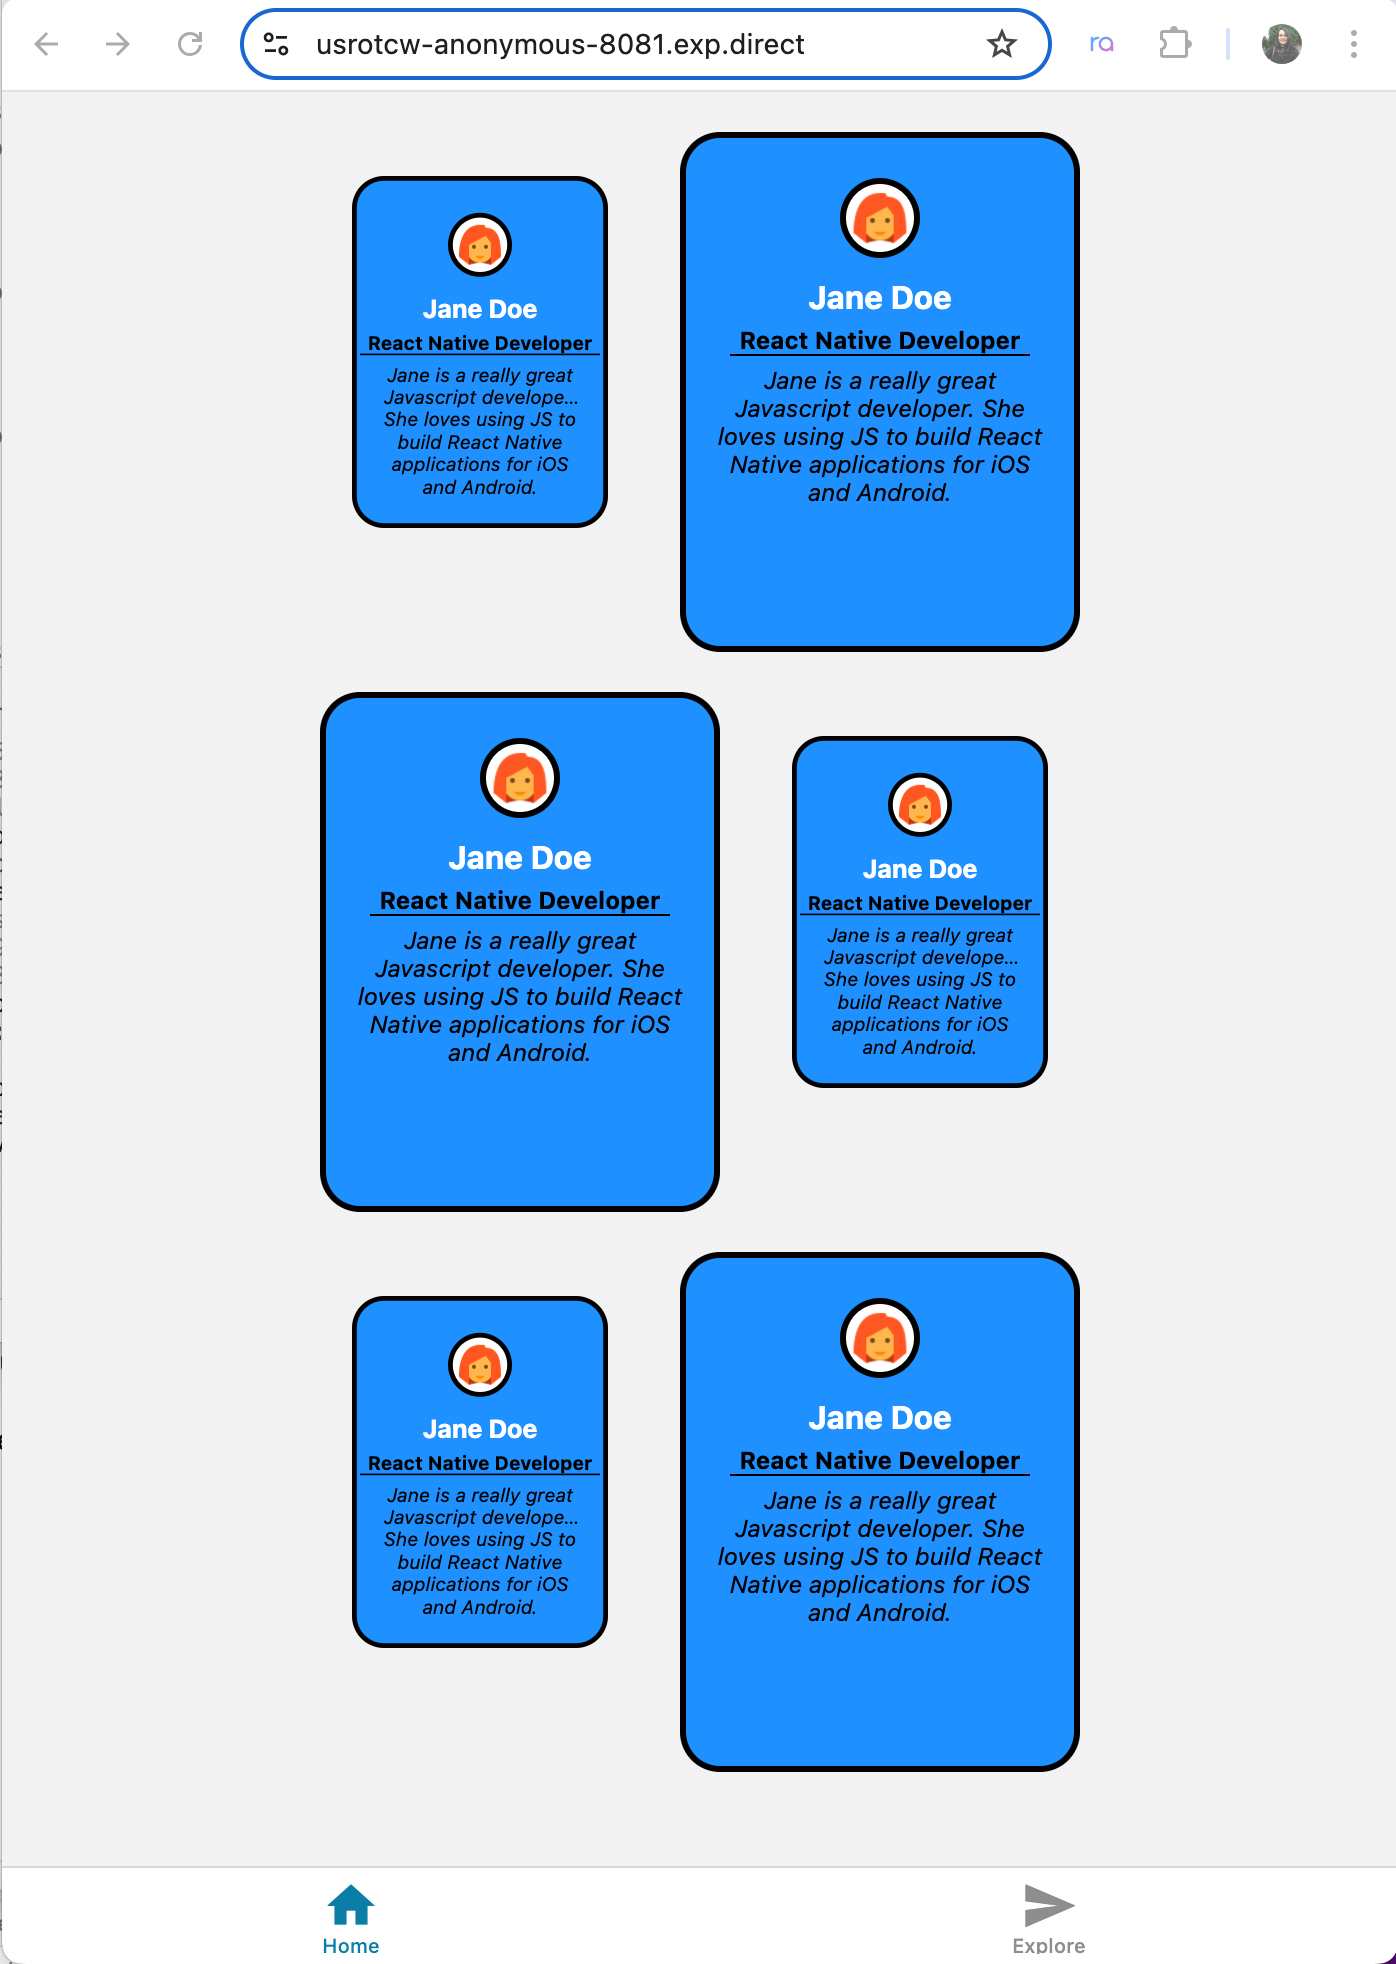 usrotcw-anonymous-8081.exp.direct
ra
Jane Doe
React Native Developer
Jane is a really great
Javascript develope...
She loves using JS to
build React Native
applications for iOS
and Android.
Jane Doe
React Native Developer
Jane is a really great
Javascript developer. She
loves using JS to build React
Native applications for iOS
and Android.
Jane Doe
React Native Developer
Jane is a really great
Javascript developer. She
loves using JS to build React
Native applications for iOS
and Android.
Jane Doe
React Native Developer
Jane is a really great
Javascript develope...
She loves using JS to
build React Native
applications for iOS
and Android.
Jane Doe
React Native Developer
Jane is a really great
Javascript develope...
She loves using JS to
build React Native
applications for iOS
and Android.
Jane Doe
React Native Developer
Jane is a really great
Javascript developer. She
loves using JS to build React
Native applications for iOS
and Android.
Home
Explore